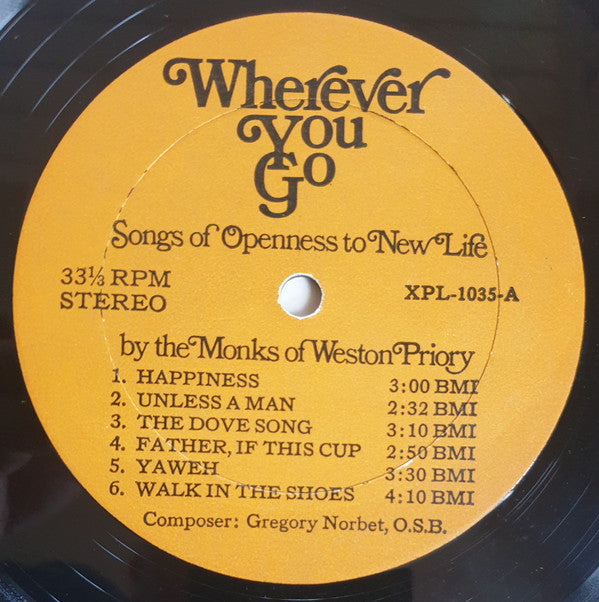 Wherever
You
Go
Songs of Openness to New Life
33⅓ RPM
STEREO
XPL-1035-A
by the Monks of Weston Priory
1. HAPPINESS 3:00 BMI
2. UNLESS A MAN 2:32 BMI
3. THE DOVE SONG 3:10 BMI
4. FATHER, IF THIS CUP 2:50 BMI
5. YAWEH 3:30 BMI
6. WALK IN THE SHOES 4:10 BMI
Composer: Gregory Norbet, O.S.B.